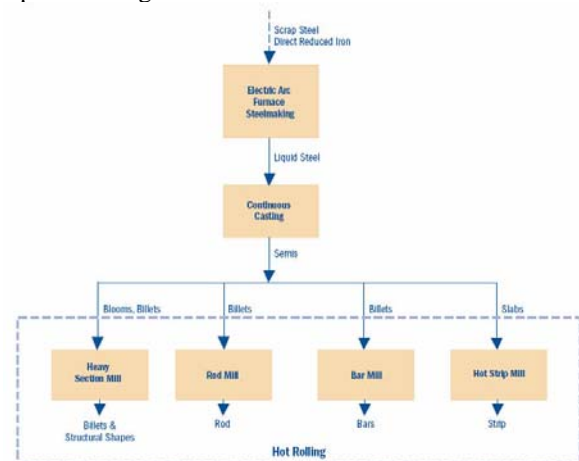 Scrap Steel
Direct Reduced Iron
Electric Arc
Furnace
Steelmaking
Liquid Steel
Continuous
Casting
Semis
Blooms, Billets
Billets
Billets
Slabs
Heavy
Section Mill
Rod Mill
Bar Mill
Hot Strip Mill
Billets &
Structural Shapes
Rod
Bars
Strip
Hot Rolling